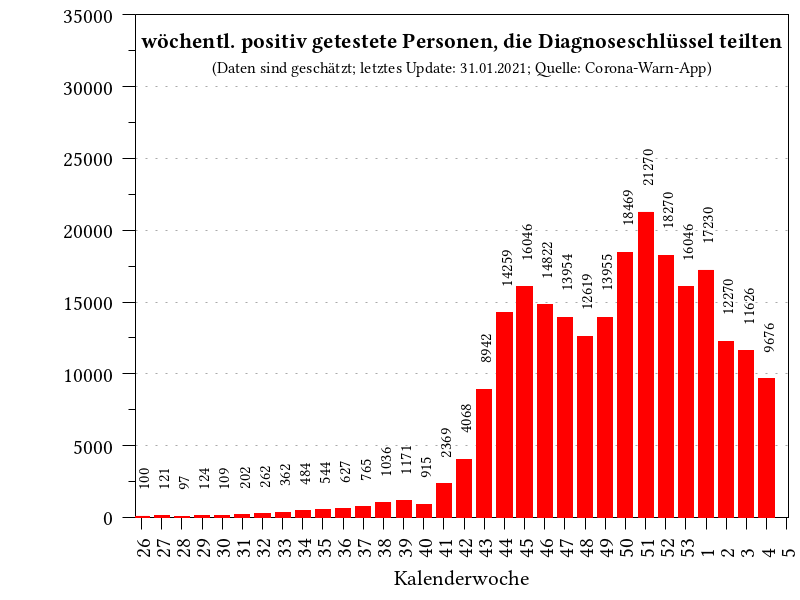 wöchentl. positiv getestete Personen, die Diagnoseschlüssel teilten
(Daten sind geschätzt; letztes Update: 31.01.2021; Quelle: Corona-Warn-App)
35000
30000
25000
20000
15000
10000
5000
0
100 121 97 124 109 202 262 362 484 544 627 765 1036 1171 915 2369 4068 8942 14259 16046 14822 13954 12619 13955 18469 21270 18270 16046 17230 12270 11626 9676
26 27 28 29 30 31 32 33 34 35 36 37 38 39 40 41 42 43 44 45 46 47 48 49 50 51 52 53 1 2 3 4 5
Kalenderwoche